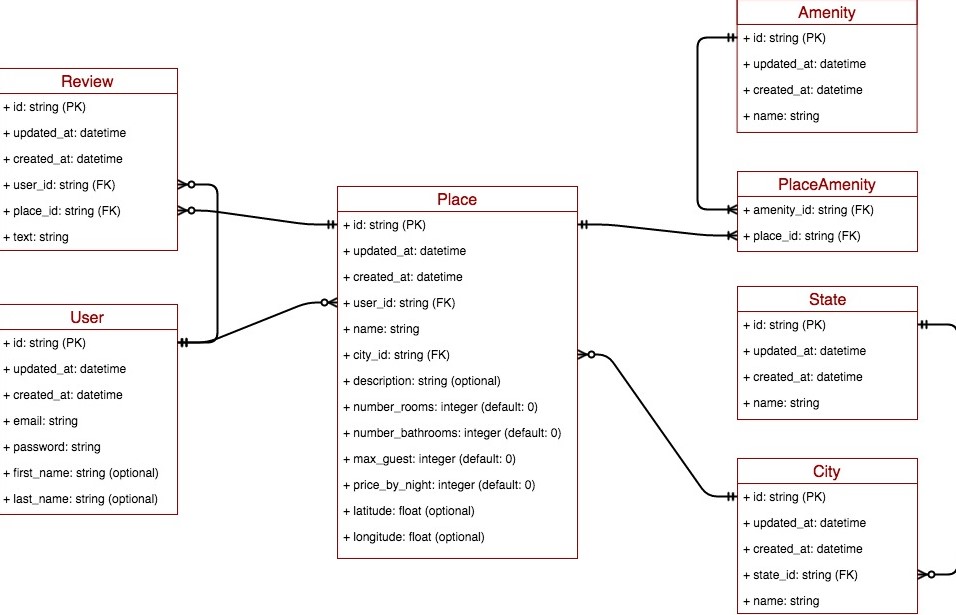 Amenity
+ id: string (PK)
+ updated_at: datetime
+ created_at: datetime
+ name: string
Review
+ id: string (PK)
+ updated_at: datetime
+ created_at: datetime
+ user_id: string (FK)
+ place_id: string (FK)
+ text: string
PlaceAmenity
+ amenity_id: string (FK)
+ place_id: string (FK)
Place
+ id: string (PK)
+ updated_at: datetime
+ created_at: datetime
+ user_id: string (FK)
+ name: string
+ city_id: string (FK)
+ description: string (optional)
+ number_rooms: integer (default: 0)
+ number_bathrooms: integer (default: 0)
+ max_guest: integer (default: 0)
+ price_by_night: integer (default: 0)
+ latitude: float (optional)
+ longitude: float (optional)
User
+ id: string (PK)
+ updated_at: datetime
+ created_at: datetime
+ email: string
+ password: string
+ first_name: string (optional)
+ last_name: string (optional)
State
+ id: string (PK)
+ updated_at: datetime
+ created_at: datetime
+ name: string
City
+ id: string (PK)
+ updated_at: datetime
+ created_at: datetime
+ state_id: string (FK)
+ name: string